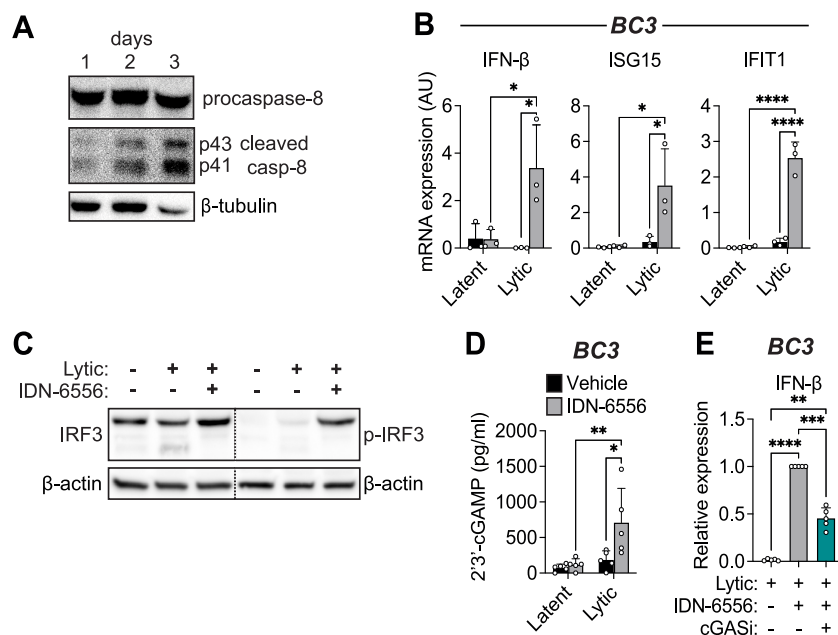 A
days
1 2 3
procaspase-8
p43 cleaved
p41 casp-8
β-tubulin
B
BC3
IFN-β ISG15 IFIT1
mRNA expression (AU)
6
4
2
0
8
6
4
2
0
4
3
2
1
0
* *
* *
**** ****
Latent Lytic
Latent Lytic
Latent Lytic
C
Lytic: - + + - + +
IDN-6556: - - + - - +
IRF3 p-IRF3
β-actin β-actin
D
BC3
Vehicle
IDN-6556
2'3'-cGAMP (pg/ml)
2000
1500
1000
500
0
**
*
Latent Lytic
E
BC3
IFN-β
Relative expression
1.5
1.0
0.5
0.0
**
***
****
Lytic: + + +
IDN-6556: - + +
cGASi: - - +